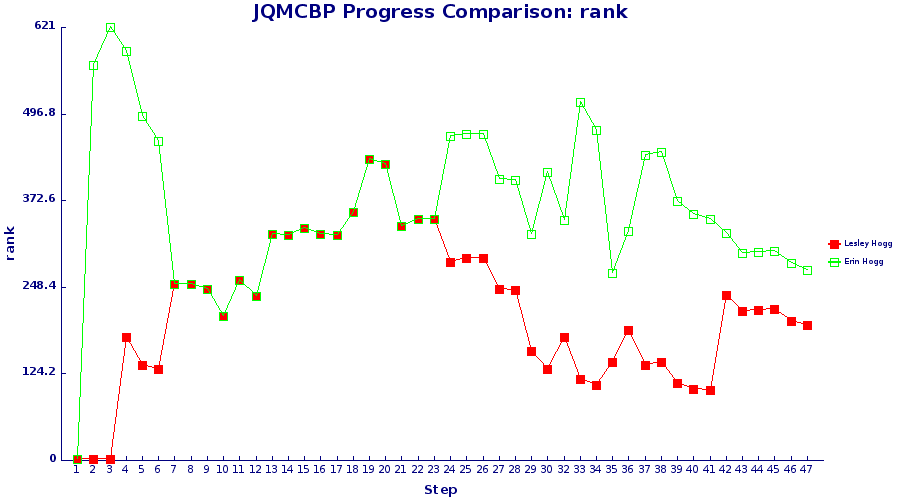 JQMCBP Progress Comparison: rank
621
496.8
372.6
248.4
124.2
0
rank
1 2 3 4 5 6 7 8 9 10 11 12 13 14 15 16 17 18 19 20 21 22 23 24 25 26 27 28 29 30 32 33 34 35 36 37 38 39 40 41 42 43 44 45 46 47
Step
Lesley Hogg
Erin Hogg